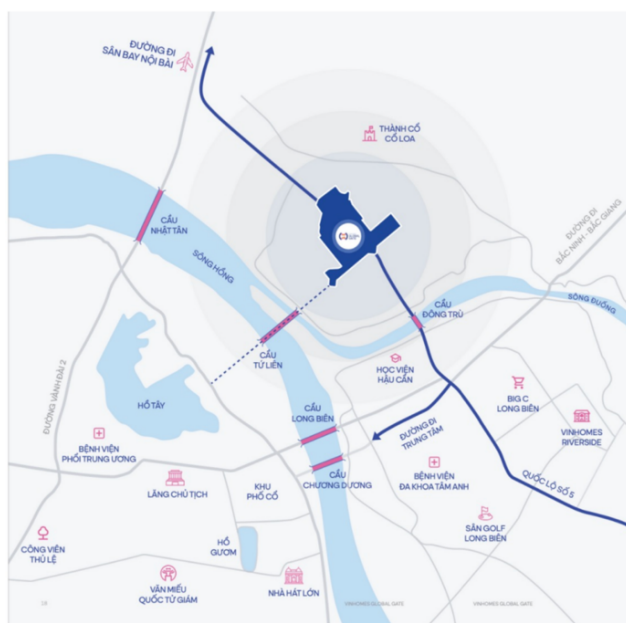 ĐƯỜNG ĐI
SÂN BAY NỘI BÀI
THÀNH CỔ
CỔ LOA
CẦU
NHẬT TÂN
ĐƯỜNG ĐI
BẮC NINH - BẮC GIANG
SÔNG HỒNG
CẦU
ĐÔNG TRÙ
SÔNG ĐUỐNG
CẦU
TỨ LIÊN
HỌC VIỆN
HẬU CẦN
ĐƯỜNG VÀNH ĐAI 2
HỒ TÂY
BIG C
LONG BIÊN
CẦU
LONG BIÊN
ĐƯỜNG ĐI
TRUNG TÂM
VINHOMES
RIVERSIDE
BỆNH VIỆN
PHỔI TRUNG ƯƠNG
LĂNG CHỦ TỊCH
KHU
PHỐ CỔ
CẦU
CHƯƠNG DƯƠNG
BỆNH VIỆN
ĐA KHOA TÂM ANH
QUỐC LỘ SỐ 5
SÂN GOLF
LONG BIÊN
CÔNG VIÊN
THỦ LỆ
HỒ
GƯƠM
VĂN MIẾU
QUỐC TỬ GIÁM
NHÀ HÁT LỚN
VINHOMES GLOBAL GATE
VINHOMES GLOBAL GATE